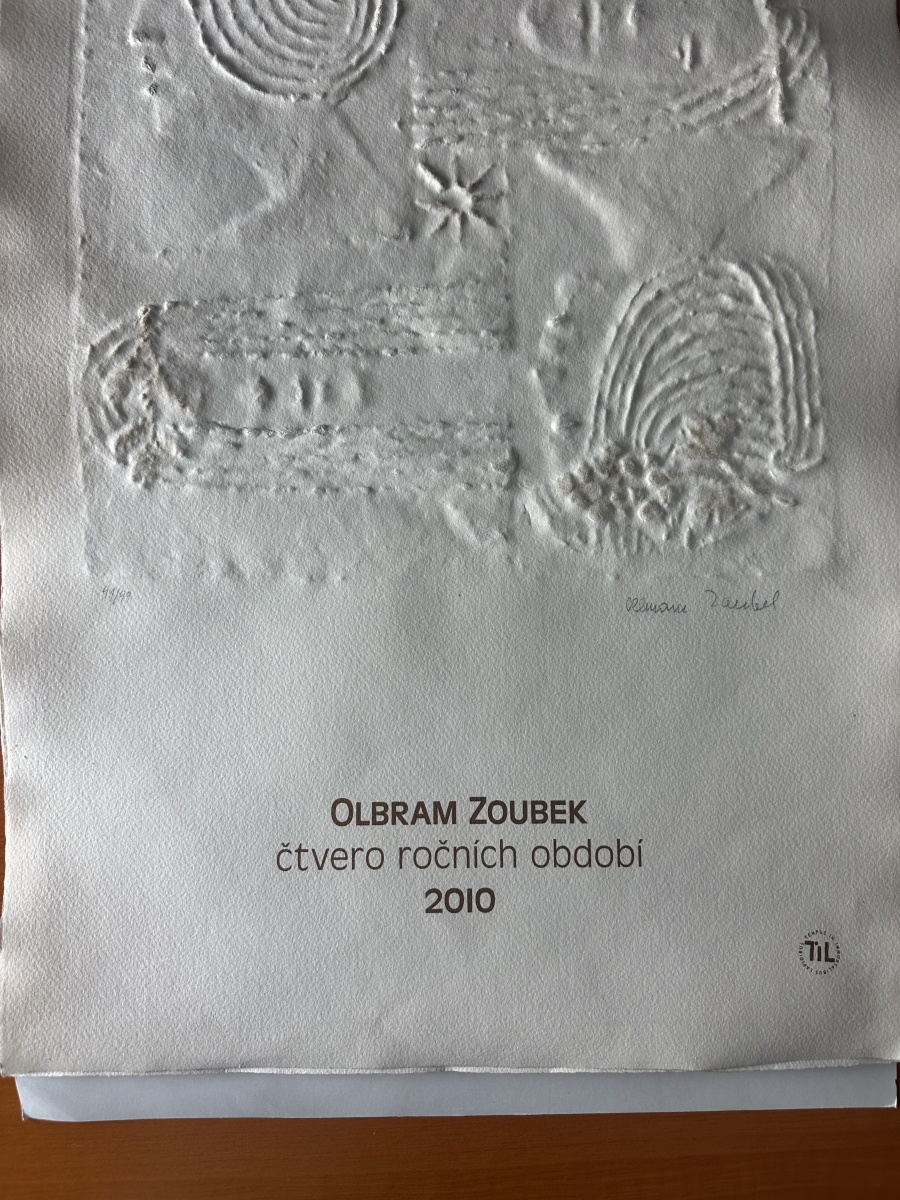 Olbram Zoubek
OLBRAM ZOUBEK
čtvero ročních období
2010
TiL